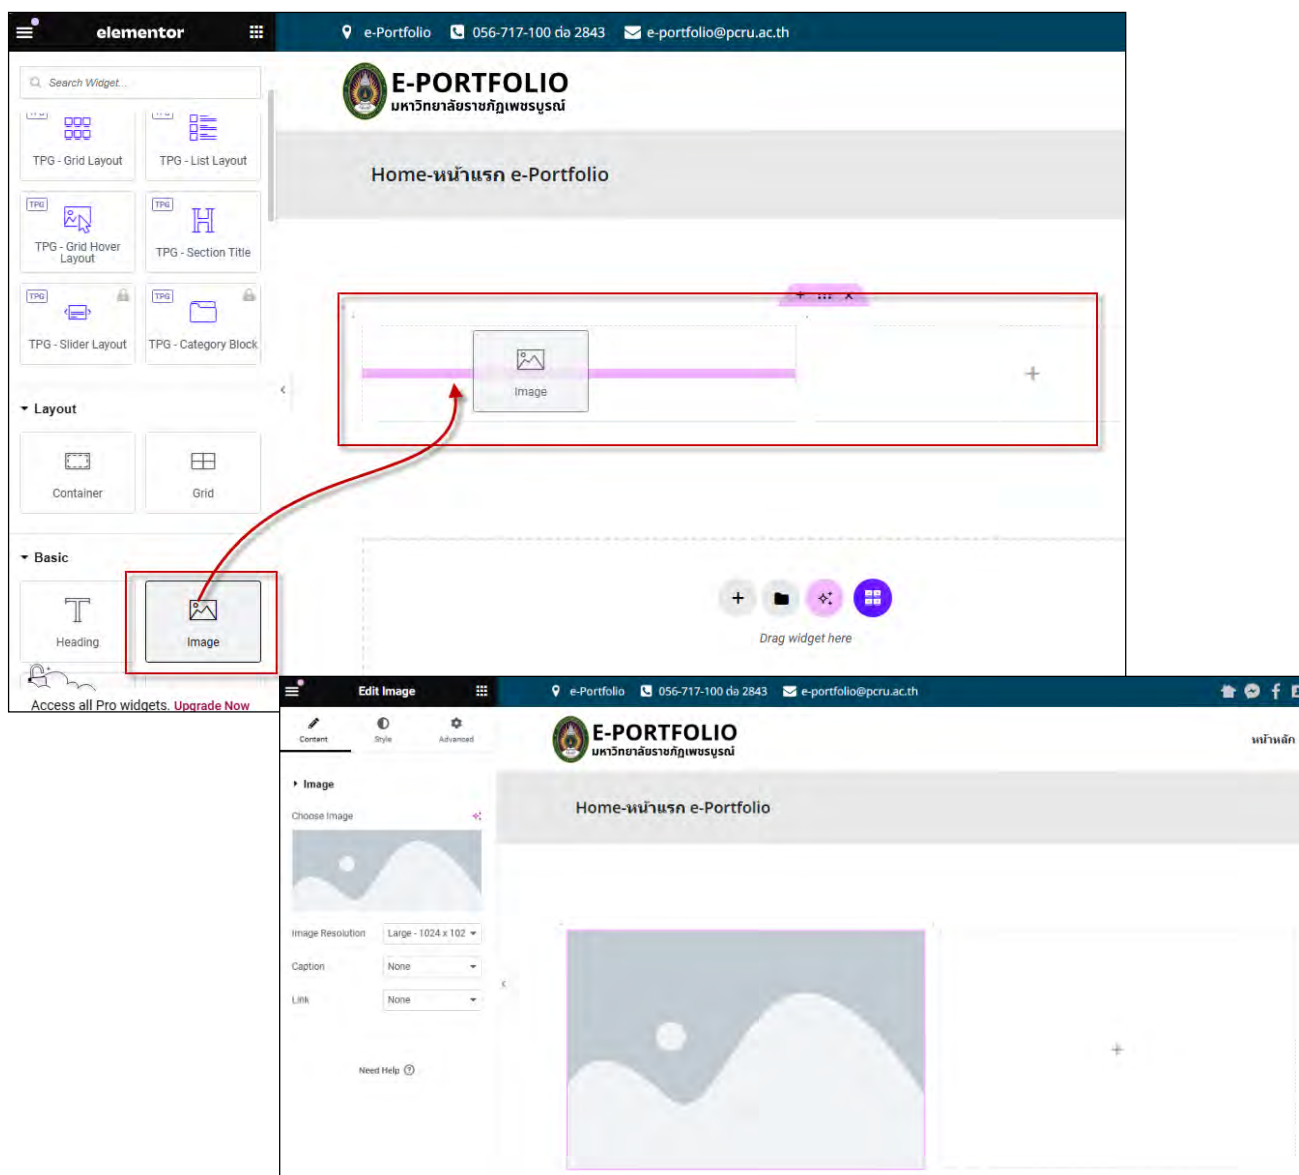 elementor
e-Portfolio 056-717-100 ต่อ 2843 e-portfolio@pcru.ac.th
Search Widget...
E-PORTFOLIO
มหาวิทยาลัยราชภัฏเพชรบูรณ์
TPG - Grid Layout TPG - List Layout
Home-หน้าแรก e-Portfolio
TPG TPG
TPG - Grid Hover Layout TPG - Section Title
TPG TPG
TPG - Slider Layout TPG - Category Block
Image
Layout
Container Grid
Basic
Heading Image
Drag widget here
Access all Pro widgets. Upgrade Now
Edit Image
e-Portfolio 056-717-100 ต่อ 2843 e-portfolio@pcru.ac.th
Content Style Advanced
E-PORTFOLIO
มหาวิทยาลัยราชภัฏเพชรบูรณ์
หน้าหลัก
Image
Choose Image
Home-หน้าแรก e-Portfolio
Image Resolution Large - 1024 x 102
Caption None
Link None
Need Help